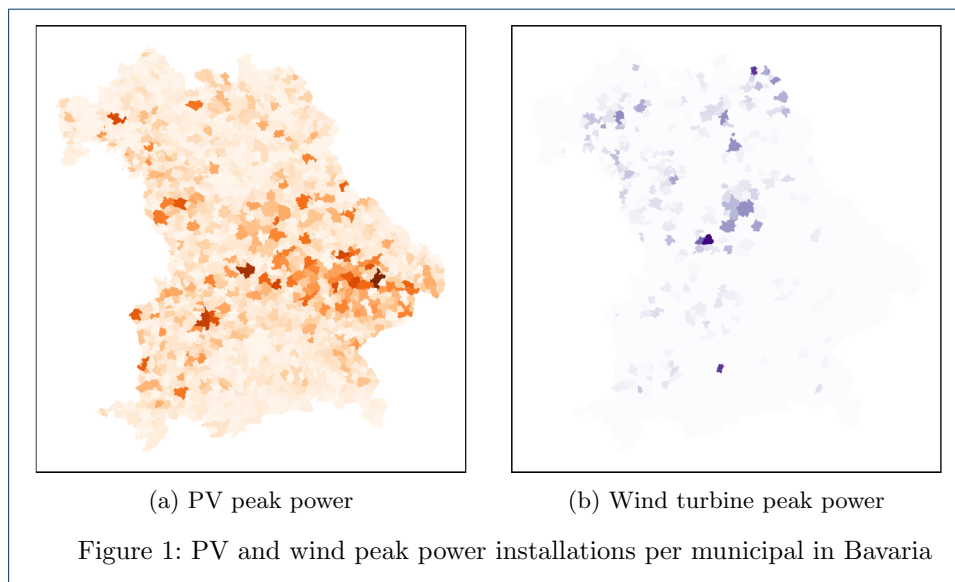 (a) PV peak power
(b) Wind turbine peak power
Figure 1: PV and wind peak power installations per municipal in Bavaria